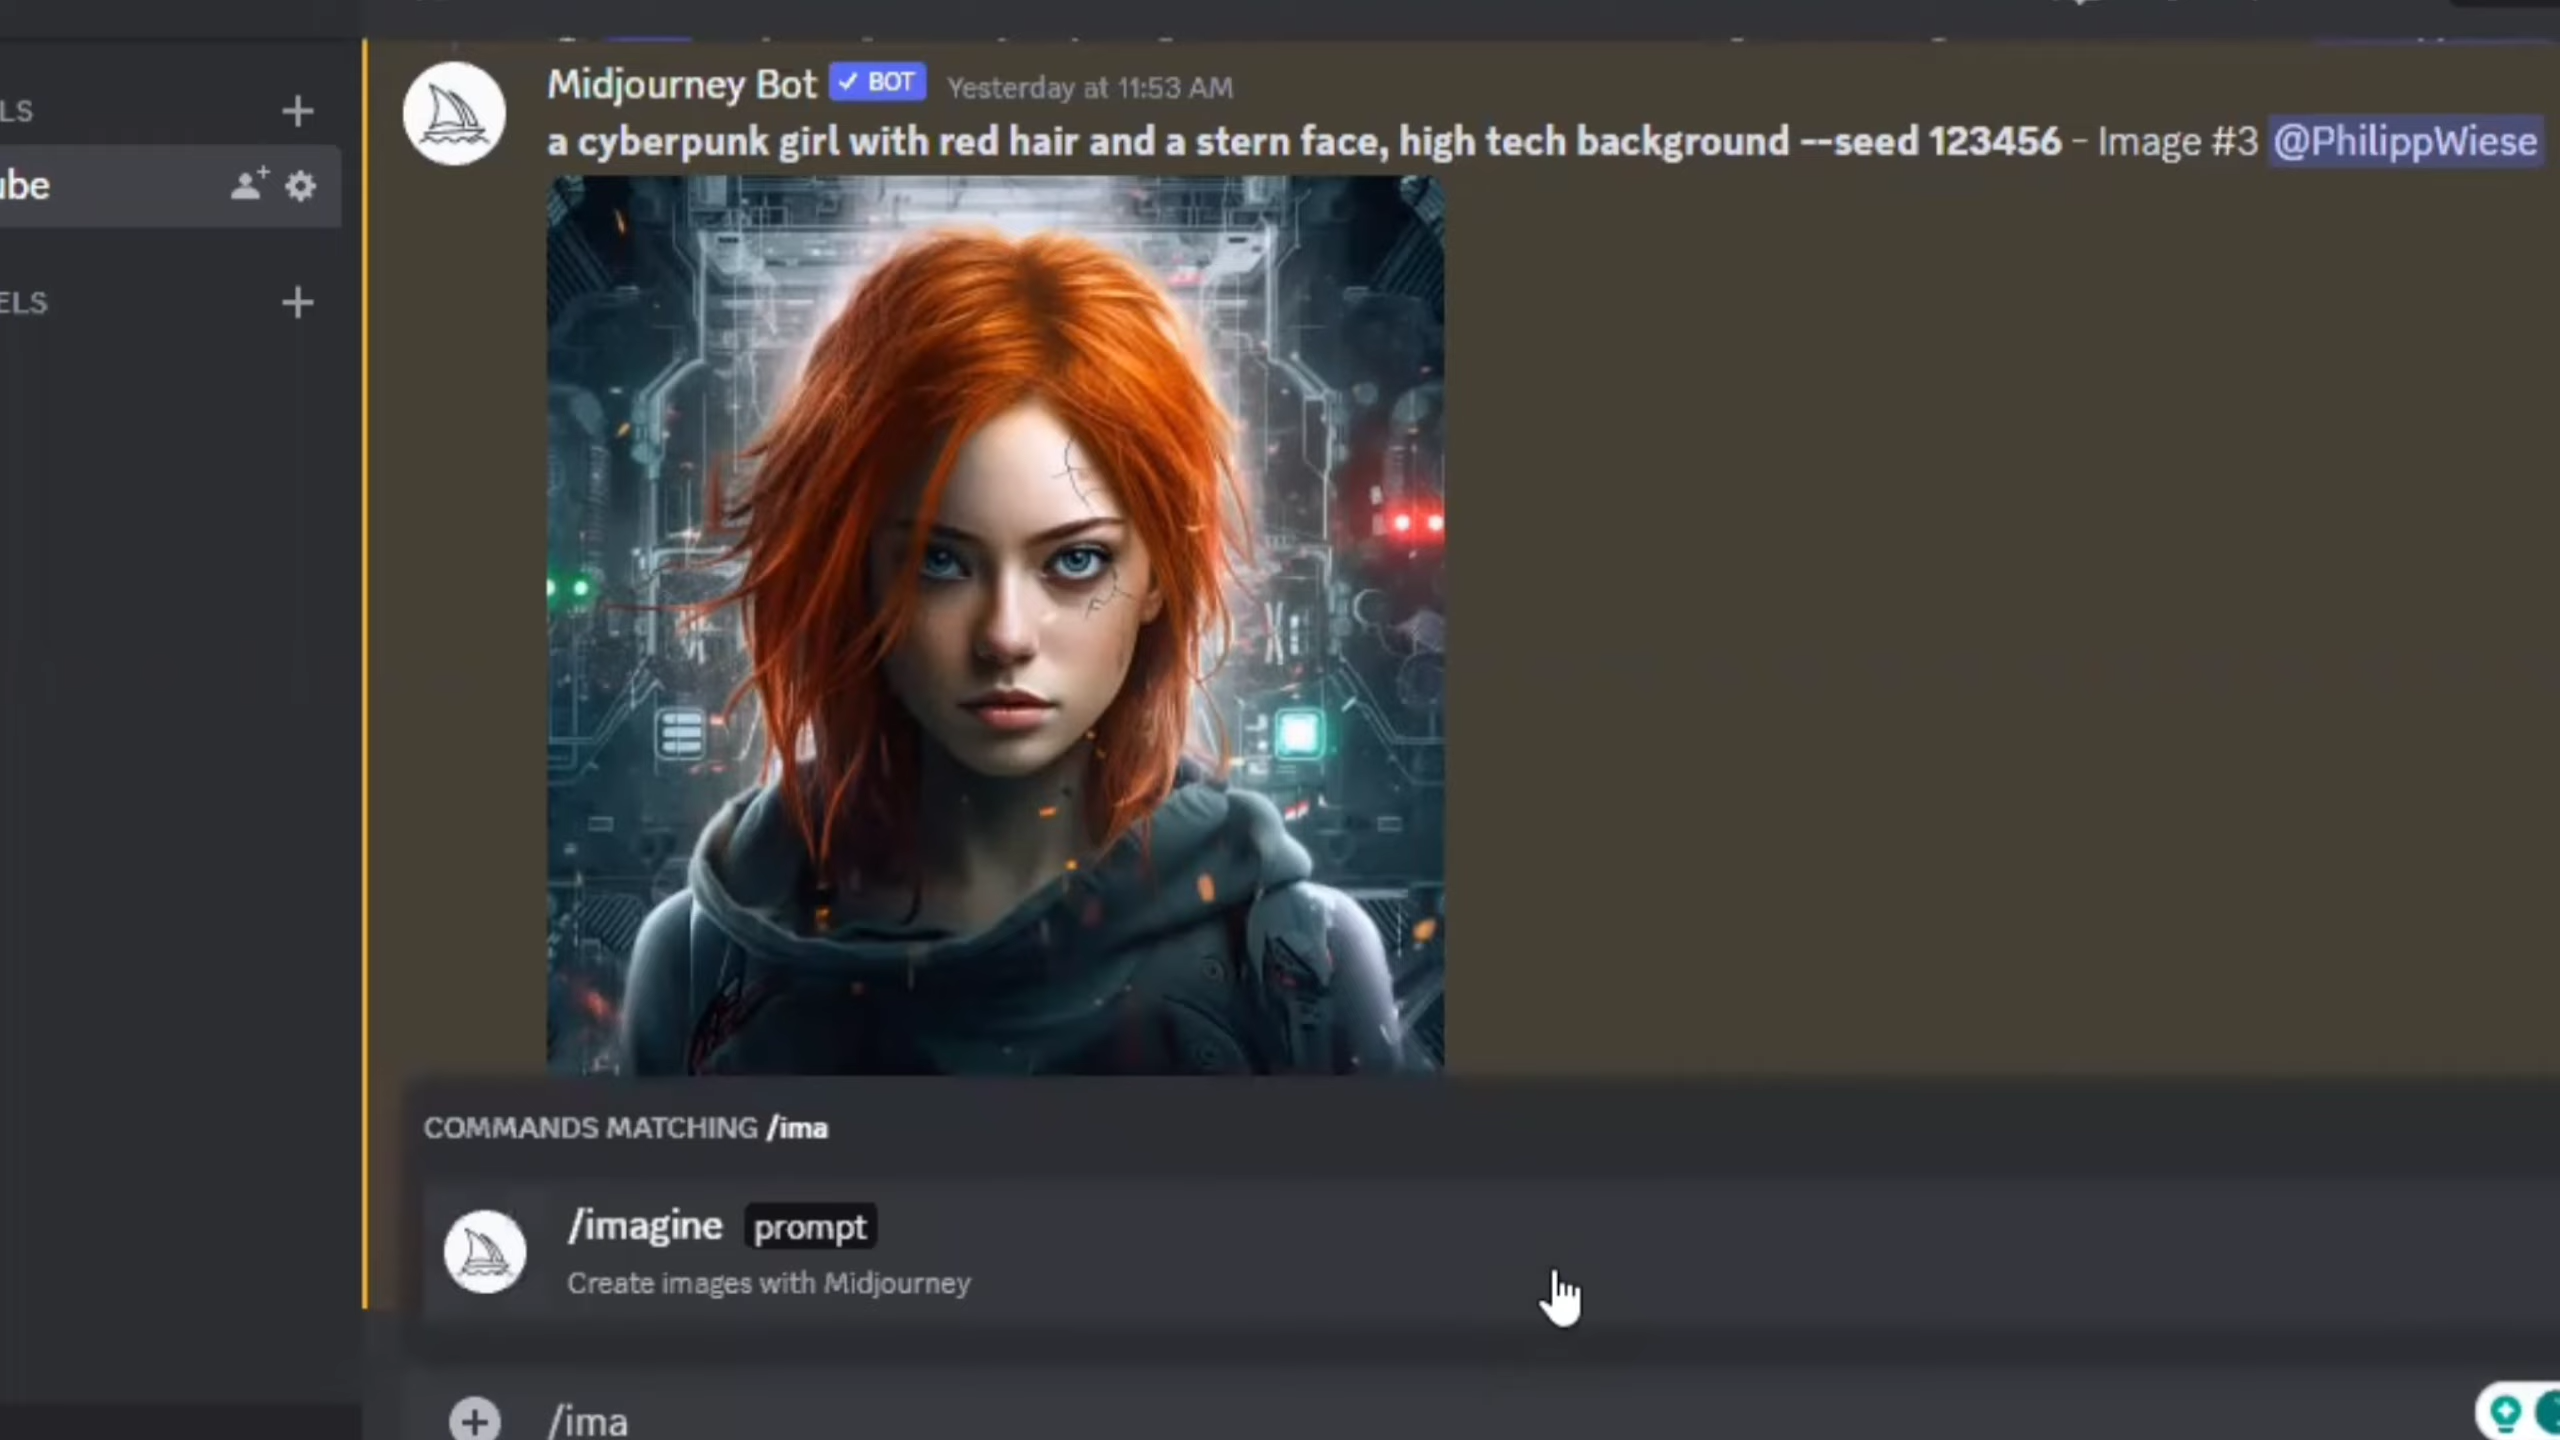 Midjourney Bot ✓ BOT Yesterday at 11:53 AM
a cyberpunk girl with red hair and a stern face, high tech background --seed 123456 - Image #3 @PhilippWiese
LS
ube
ELS
COMMANDS MATCHING /ima
/imagine prompt
Create images with Midjourney
/ima